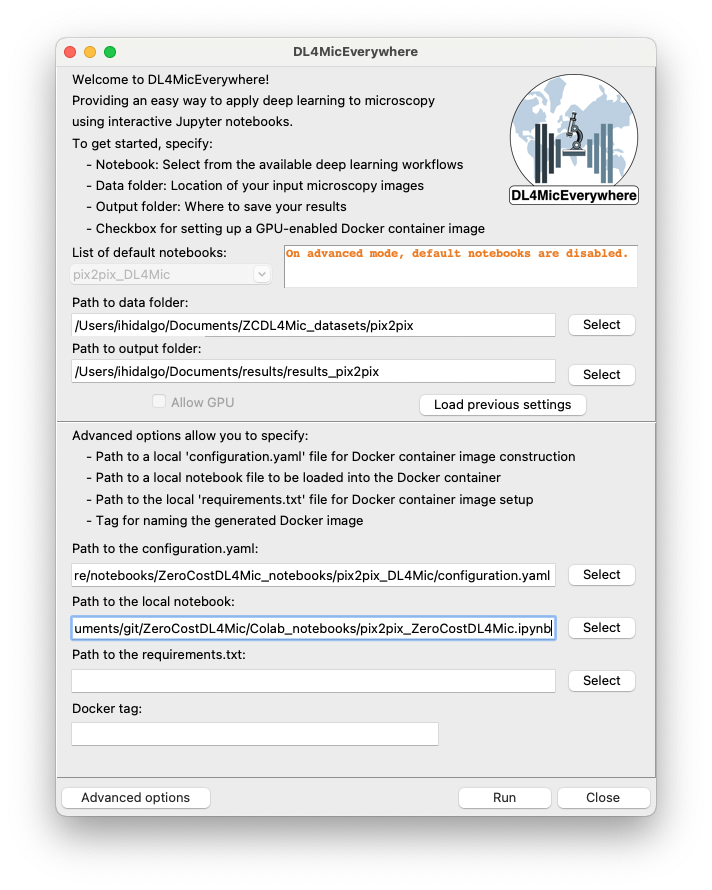 DL4MicEverywhere
Welcome to DL4MicEverywhere!
Providing an easy way to apply deep learning to microscopy
using interactive Jupyter notebooks.
To get started, specify:
- Notebook: Select from the available deep learning workflows
- Data folder: Location of your input microscopy images
- Output folder: Where to save your results
- Checkbox for setting up a GPU-enabled Docker container image
DL4MicEverywhere
List of default notebooks:
pix2pix_DL4Mic
On advanced mode, default notebooks are disabled.
Path to data folder:
/Users/ihidalgo/Documents/ZCDL4Mic_datasets/pix2pix
Select
Path to output folder:
/Users/ihidalgo/Documents/results/results_pix2pix
Select
Allow GPU
Load previous settings
Advanced options allow you to specify:
- Path to a local 'configuration.yaml' file for Docker container image construction
- Path to a local notebook file to be loaded into the Docker container
- Path to the local 'requirements.txt' file for Docker container image setup
- Tag for naming the generated Docker image
Path to the configuration.yaml:
re/notebooks/ZeroCostDL4Mic_notebooks/pix2pix_DL4Mic/configuration.yaml
Select
Path to the local notebook:
uments/git/ZeroCostDL4Mic/Colab_notebooks/pix2pix_ZeroCostDL4Mic.ipynb
Select
Path to the requirements.txt:
Select
Docker tag:
Advanced options
Run
Close